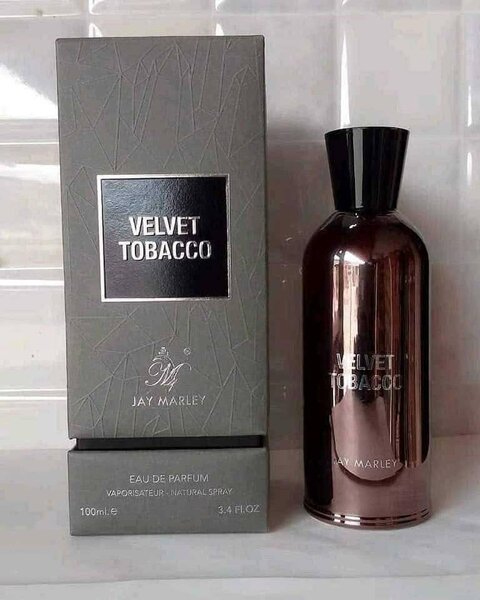 VELVET
TOBACCO
®
JAY MARLEY
EAU DE PARFUM
VAPORISATEUR - NATURAL SPRAY
100mL e
3.4 FL.OZ
VELVET
TOBACCO
JAY MARLEY